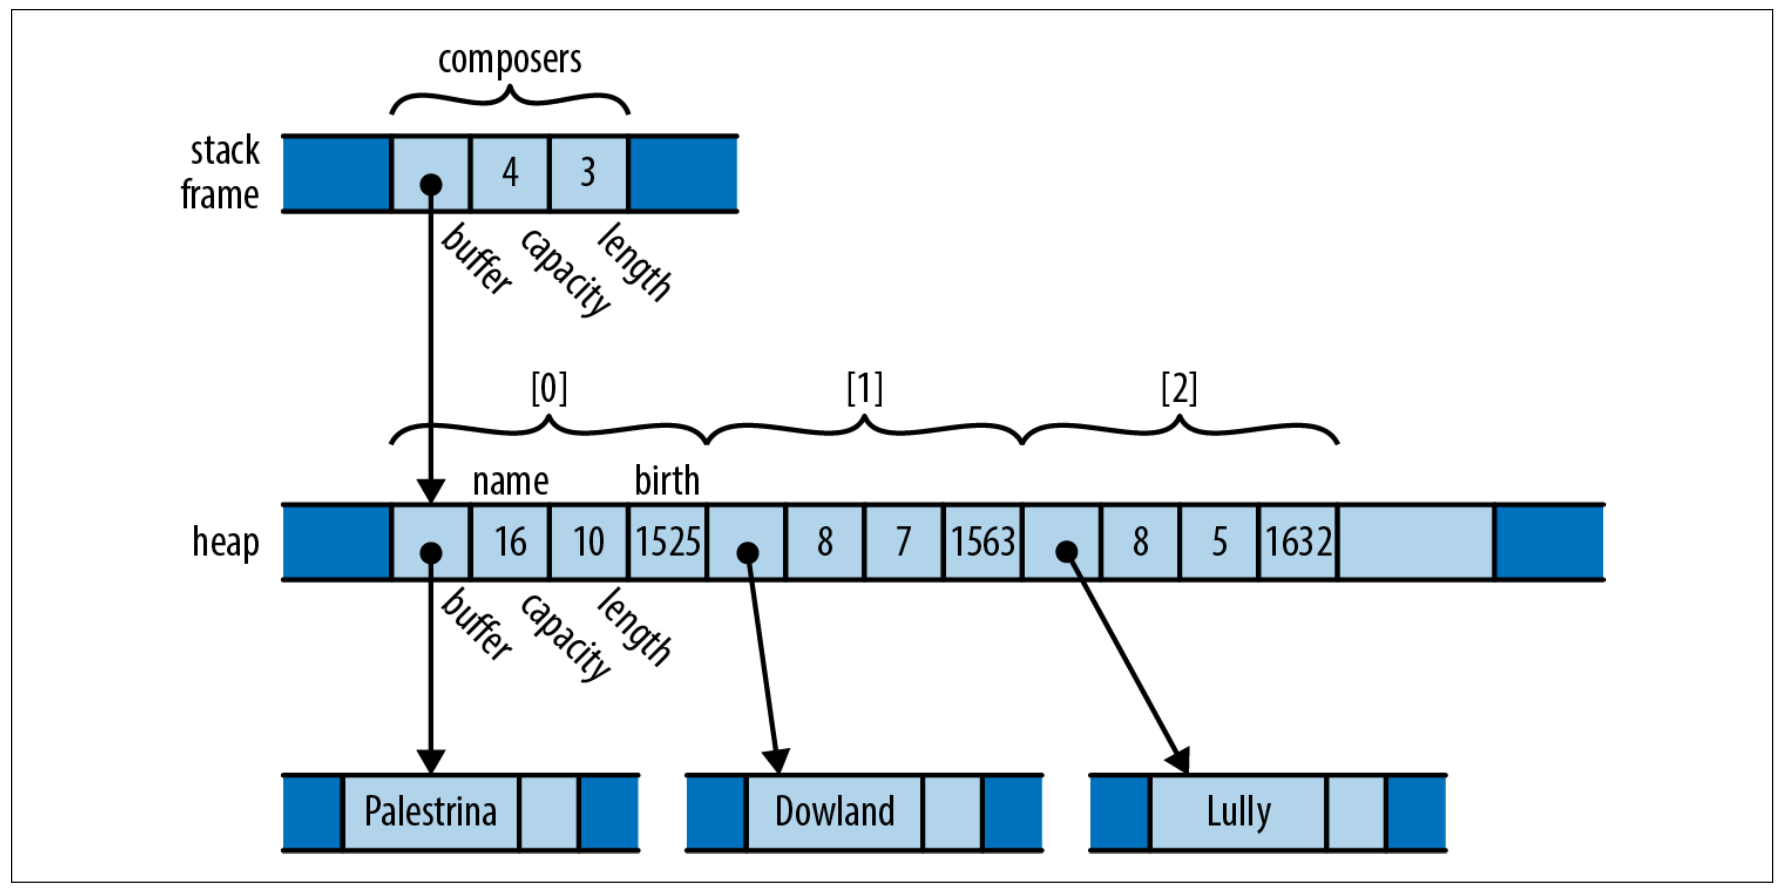 composers
stack
frame
4 3
buffer capacity length
[0] [1] [2]
name birth
heap
16 10 1525 8 7 1563 8 5 1632
buffer capacity length
Palestrina Dowland Lully